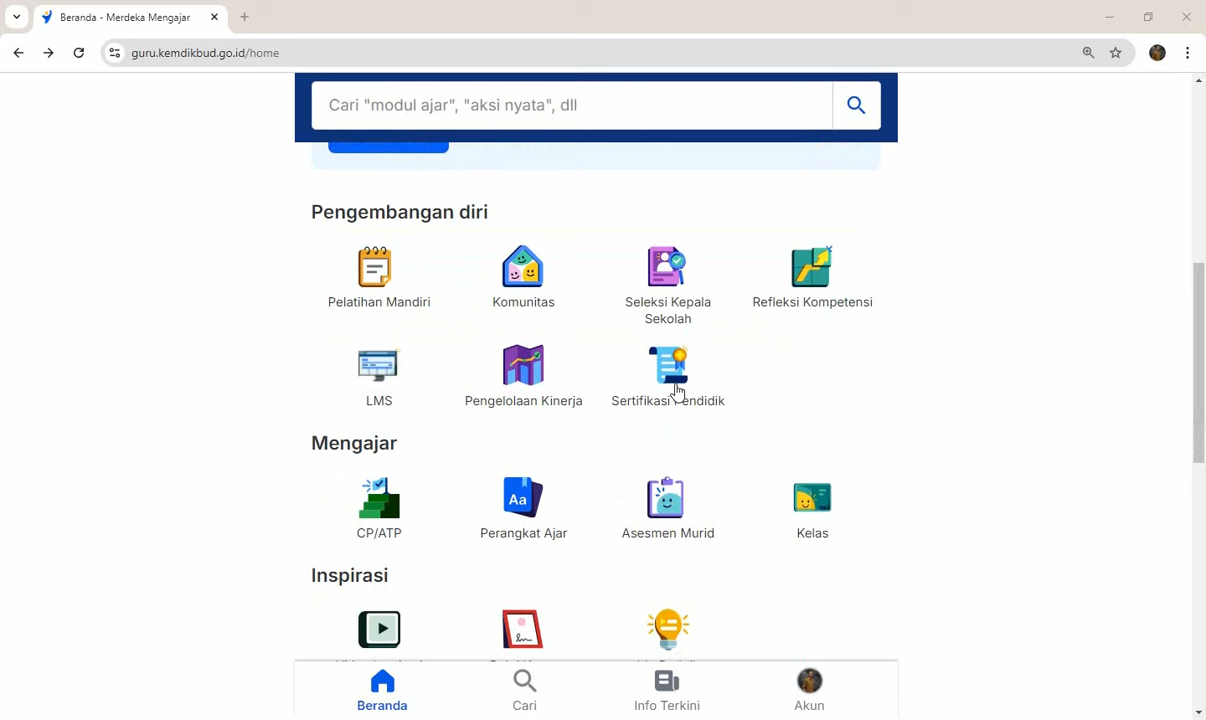 Beranda - Merdeka Mengajar
guru.kemdikbud.go.id/home
Cari "modul ajar", "aksi nyata", dll
Pengembangan diri
Pelatihan Mandiri
Komunitas
Seleksi Kepala
Sekolah
Refleksi Kompetensi
LMS
Pengelolaan Kinerja
Sertifikasi Pendidik
Mengajar
CP/ATP
Aa
Perangkat Ajar
Asesmen Murid
Kelas
Inspirasi
Beranda
Cari
Info Terkini
Akun